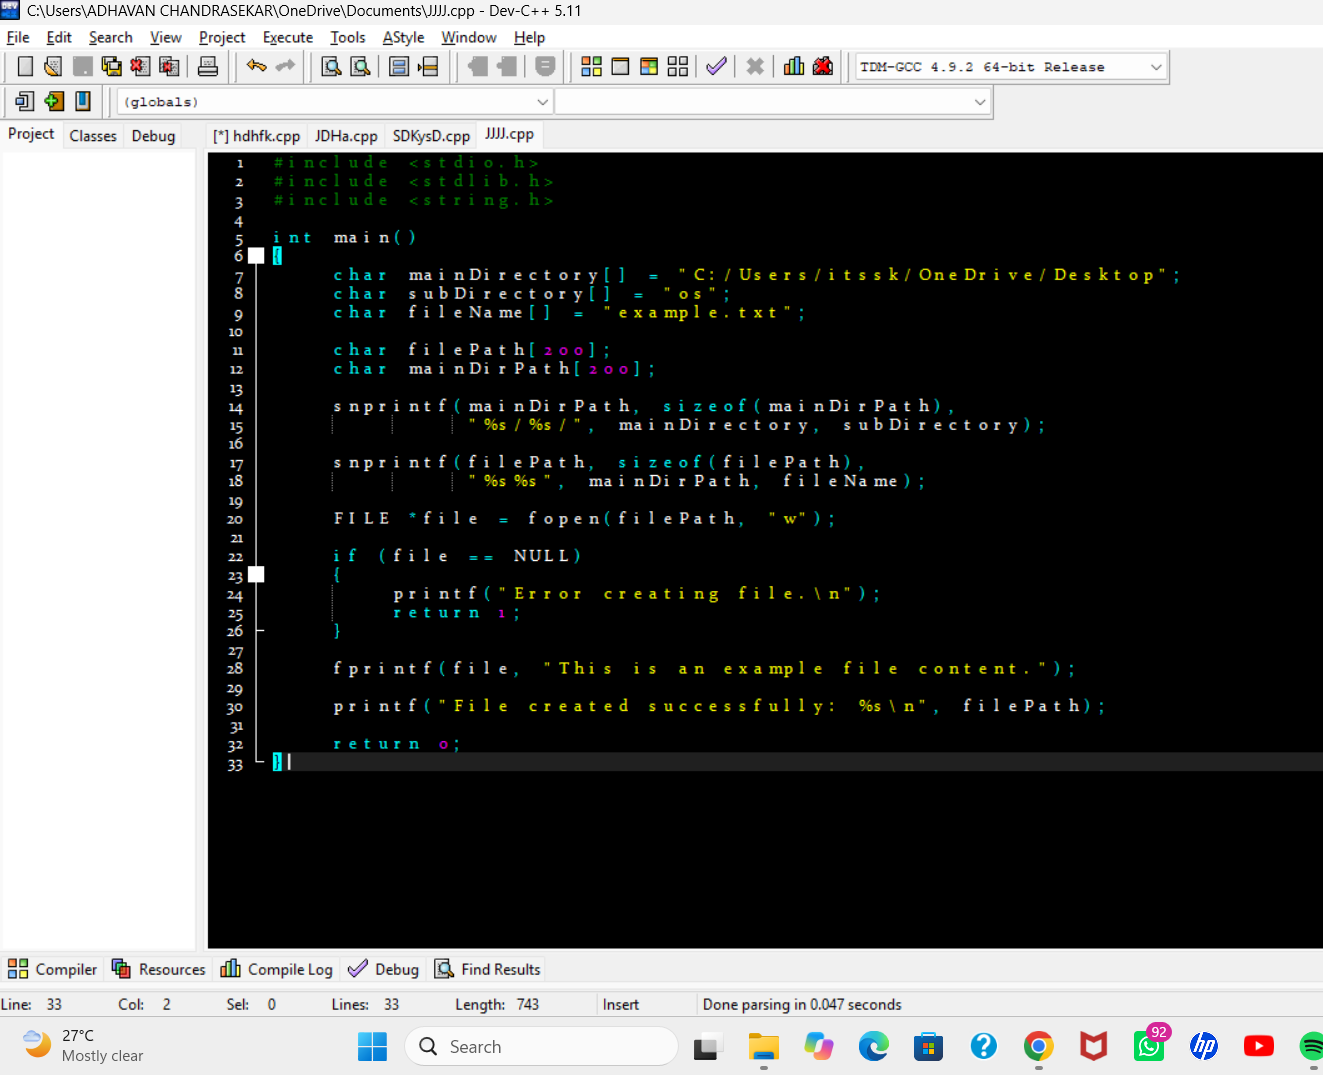 C:\Users\ADHAVAN CHANDRASEKAR\OneDrive\Documents\JJJJ.cpp - Dev-C++ 5.11
File Edit Search View Project Execute Tools AStyle Window Help
TDM-GCC 4.9.2 64-bit Release
(globals)
Project Classes Debug [*] hdhfk.cpp JDHa.cpp SDKysD.cpp JJJJ.cpp
1 #include <stdio.h>
2 #include <stdlib.h>
3 #include <string.h>
4
5 int main()
6 {
7 char mainDirectory[] = "C:/Users/itssk/OneDrive/Desktop";
8 char subDirectory[] = "os";
9 char fileName[] = "example.txt";
10
11 char filePath[200];
12 char mainDirPath[200];
13
14 snprintf(mainDirPath, sizeof(mainDirPath),
15 "%s/%s/", mainDirectory, subDirectory);
16
17 snprintf(filePath, sizeof(filePath),
18 "%s%s", mainDirPath, fileName);
19
20 FILE *file = fopen(filePath, "w");
21
22 if (file == NULL)
23 {
24 printf("Error creating file.\n");
25 return 1;
26 }
27
28 fprintf(file, "This is an example file content.");
29
30 printf("File created successfully: %s\n", filePath);
31
32 return 0;
33 }
Compiler Resources Compile Log Debug Find Results
Line: 33 Col: 2 Sel: 0 Lines: 33 Length: 743 Insert Done parsing in 0.047 seconds
27°C
Mostly clear
Search
92
hp